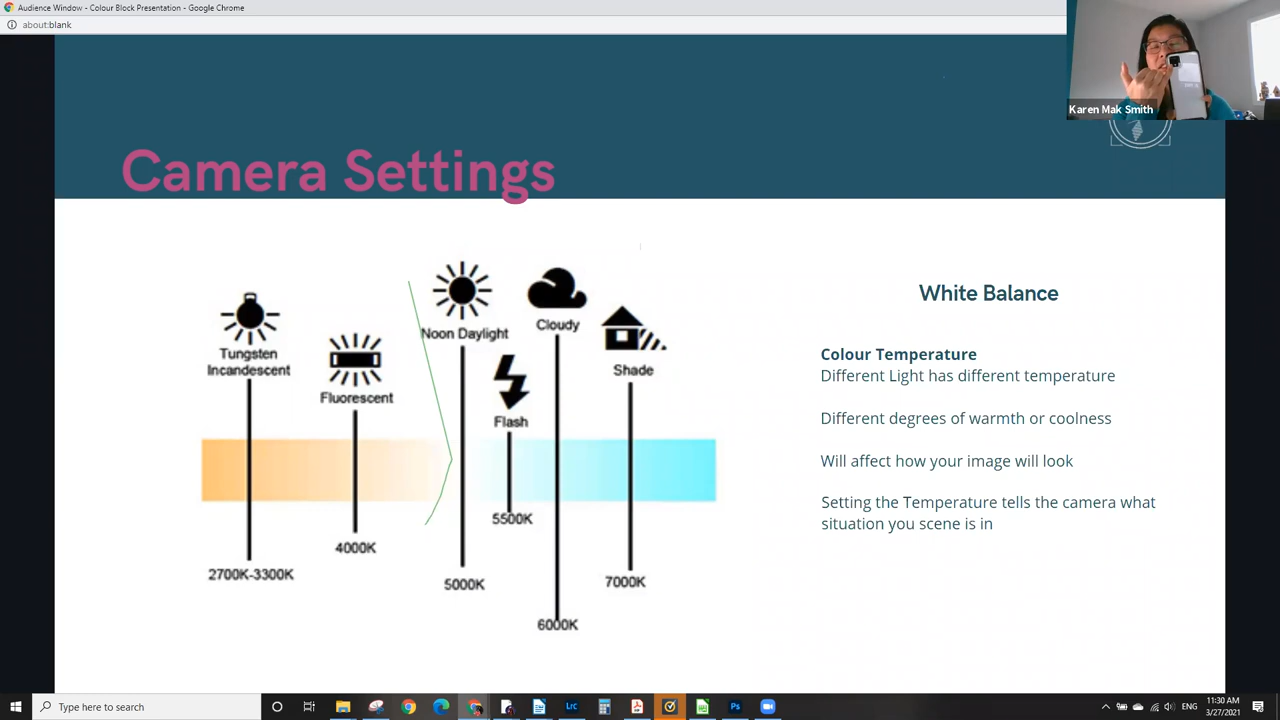 Audience Window - Colour Block Presentation - Google Chrome
about:blank
Karen Mak Smith
Camera Settings
Tungsten
Incandescent
Fluorescent
Noon Daylight
Flash
Cloudy
Shade
2700K-3300K
4000K
5000K
5500K
6000K
7000K
White Balance
Colour Temperature
Different Light has different temperature
Different degrees of warmth or coolness
Will affect how your image will look
Setting the Temperature tells the camera what
situation you scene is in
Type here to search
LrC
Ps
ENG
11:30 AM
3/27/2021